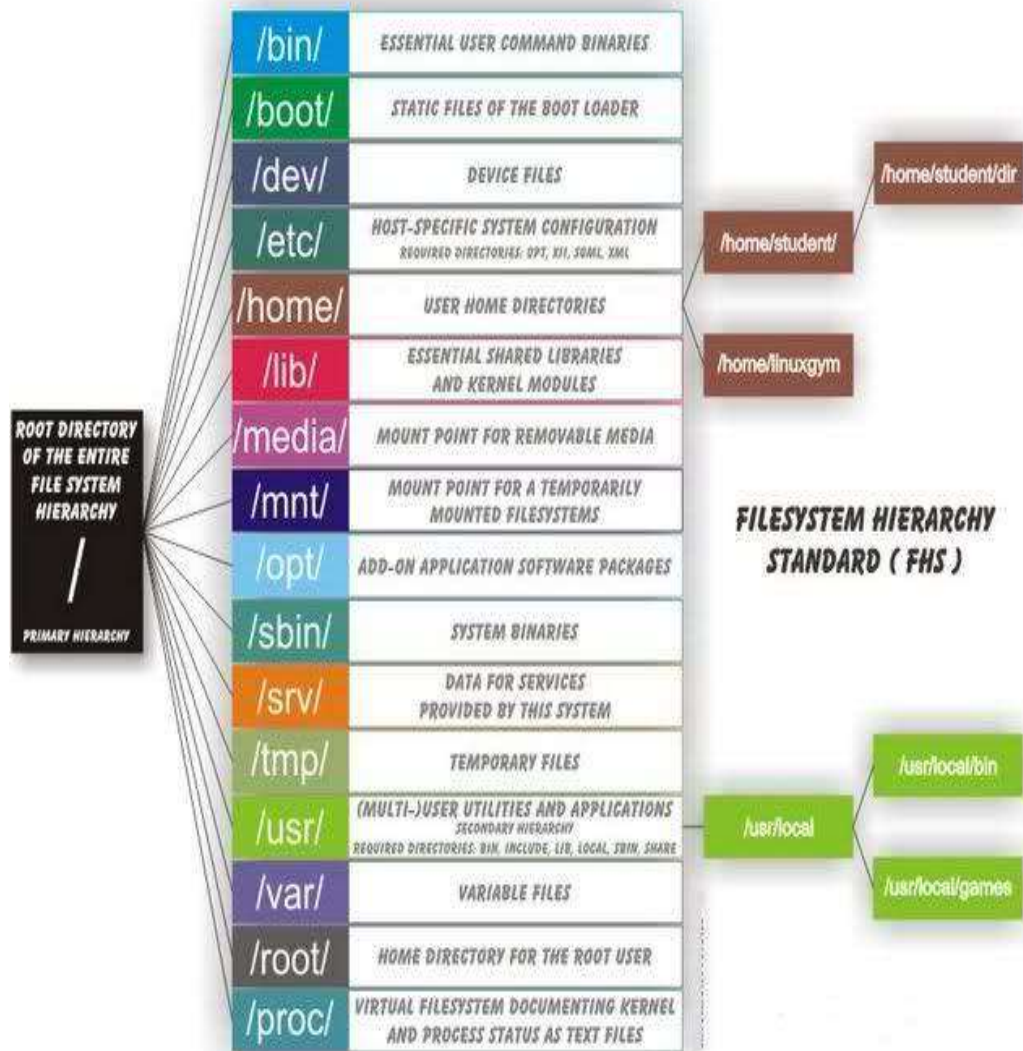 /bin/
ESSENTIAL USER COMMAND BINARIES
/boot/
STATIC FILES OF THE BOOT LOADER
/dev/
DEVICE FILES
/etc/
HOST-SPECIFIC SYSTEM CONFIGURATION
REQUIRED DIRECTORIES: OPT, XII, SGML, XML
/home/
USER HOME DIRECTORIES
/lib/
ESSENTIAL SHARED LIBRARIES
AND KERNEL MODULES
/media/
MOUNT POINT FOR REMOVABLE MEDIA
/mnt/
MOUNT POINT FOR A TEMPORARILY
MOUNTED FILESYSTEMS
/opt/
ADD-ON APPLICATION SOFTWARE PACKAGES
/sbin/
SYSTEM BINARIES
/srv/
DATA FOR SERVICES
PROVIDED BY THIS SYSTEM
/tmp/
TEMPORARY FILES
/usr/
(MULTI-)USER UTILITIES AND APPLICATIONS
SECONDARY HIERARCHY
REQUIRED DIRECTORIES: BIN, INCLUDE, LIB, LOCAL, SBIN, SHARE
/var/
VARIABLE FILES
/root/
HOME DIRECTORY FOR THE ROOT USER
/proc/
VIRTUAL FILESYSTEM DOCUMENTING KERNEL
AND PROCESS STATUS AS TEXT FILES
ROOT DIRECTORY
OF THE ENTIRE
FILE SYSTEM
HIERARCHY
/
PRIMARY HIERARCHY
/home/student/
/home/student/dir
/home/linuxgym
FILESYSTEM HIERARCHY
STANDARD ( FHS )
/usr/local
/usr/local/bin
/usr/local/games